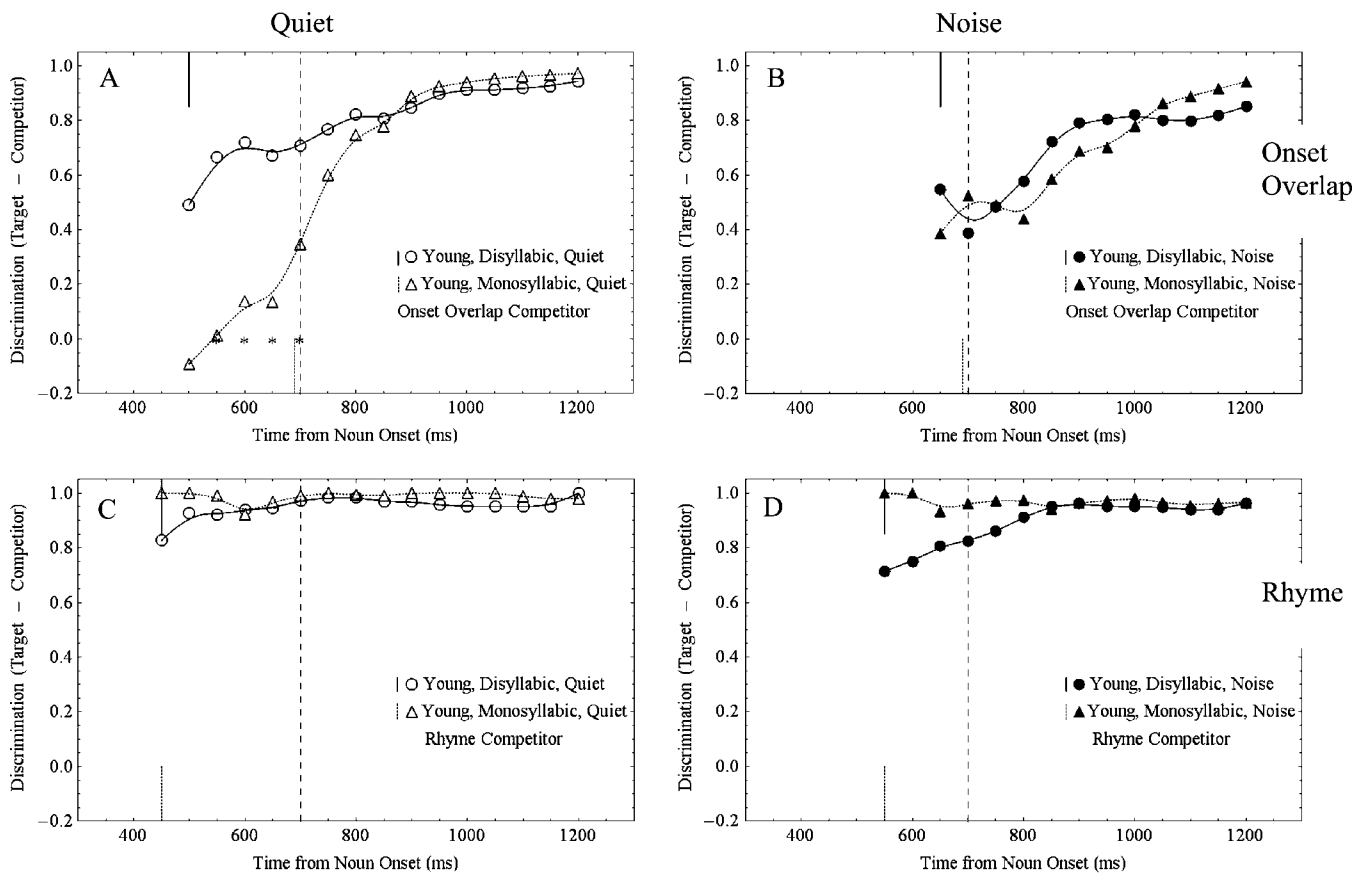 Quiet
Noise
A
B
Discrimination (Target − Competitor)
1.0
0.8
0.6
0.4
0.2
0.0
−0.2
Young, Disyllabic, Quiet
Young, Monosyllabic, Quiet
Onset Overlap Competitor
* * * *
400 600 800 1000 1200
Time from Noun Onset (ms)
Discrimination (Target − Competitor)
1.0
0.8
0.6
0.4
0.2
0.0
−0.2
Young, Disyllabic, Noise
Young, Monosyllabic, Noise
Onset Overlap Competitor
400 600 800 1000 1200
Time from Noun Onset (ms)
Onset
Overlap
C
D
Discrimination (Target − Competitor)
1.0
0.8
0.6
0.4
0.2
0.0
−0.2
Young, Disyllabic, Quiet
Young, Monosyllabic, Quiet
Rhyme Competitor
400 600 800 1000 1200
Time from Noun Onset (ms)
Discrimination (Target − Competitor)
1.0
0.8
0.6
0.4
0.2
0.0
−0.2
Young, Disyllabic, Noise
Young, Monosyllabic, Noise
Rhyme Competitor
400 600 800 1000 1200
Time from Noun Onset (ms)
Rhyme